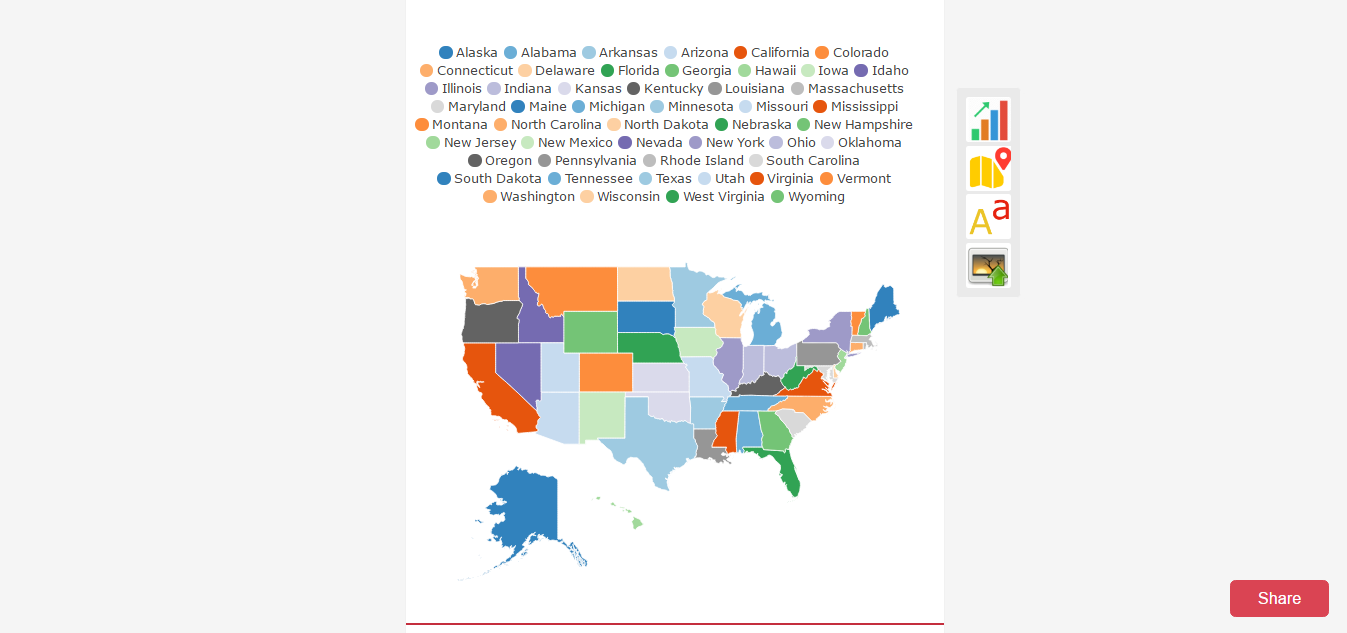 Alaska Alabama Arkansas Arizona California Colorado
Connecticut Delaware Florida Georgia Hawaii Iowa Idaho
Illinois Indiana Kansas Kentucky Louisiana Massachusetts
Maryland Maine Michigan Minnesota Missouri Mississippi
Montana North Carolina North Dakota Nebraska New Hampshire
New Jersey New Mexico Nevada New York Ohio Oklahoma
Oregon Pennsylvania Rhode Island South Carolina
South Dakota Tennessee Texas Utah Virginia Vermont
Washington Wisconsin West Virginia Wyoming
A a
Share